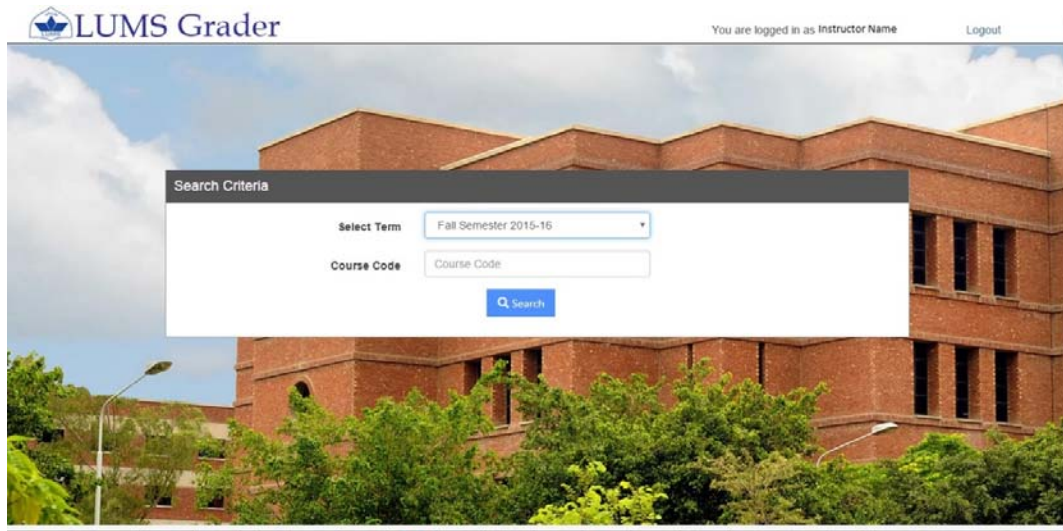 LUMS Grader
You are logged in as Instructor Name
Logout
Search Criteria
Select Term
Fall Semester 2015-16
Course Code
Course Code
Search